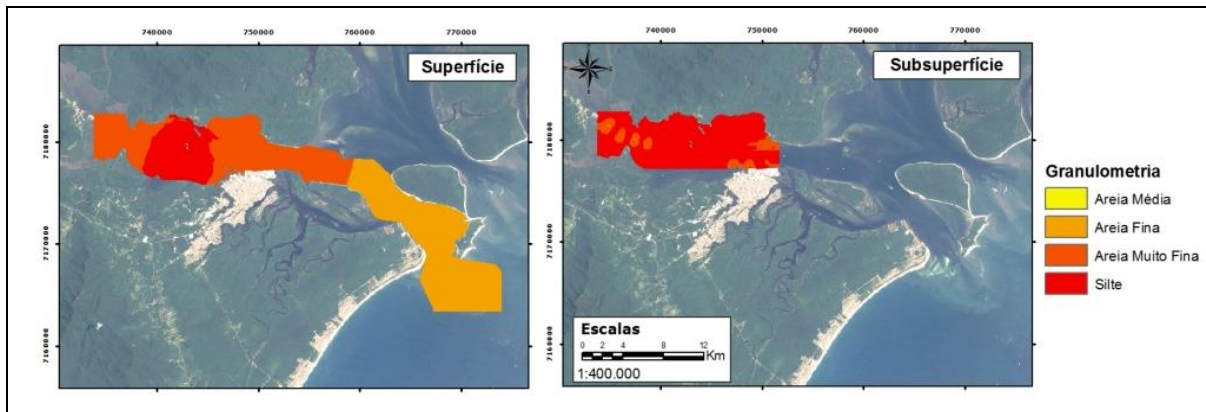 740000 750000 760000 770000
Superfície
7180000
7170000
7160000
740000 750000 760000 770000
Subsuperfície
7180000
7170000
7160000
Escalas
0 2 4 8 12
Km
1:400.000
Granulometria
Areia Média
Areia Fina
Areia Muito Fina
Silte